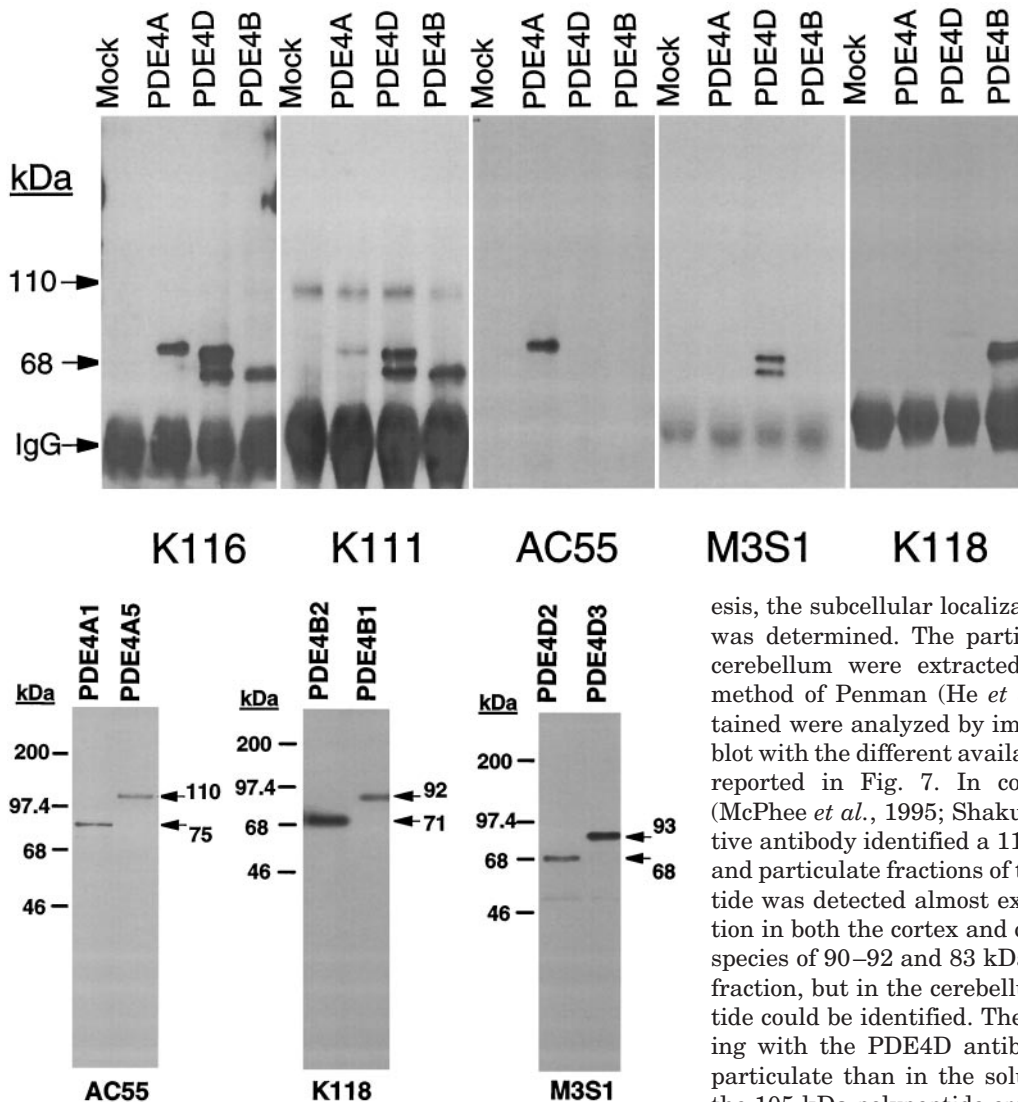 Mock PDE4A PDE4D PDE4B Mock PDE4A PDE4D PDE4B Mock PDE4A PDE4D PDE4B Mock PDE4A PDE4D PDE4B Mock PDE4A PDE4D PDE4B
kDa
110
68
IgG
K116 K111 AC55 M3S1 K118
PDE4A1 PDE4A5
kDa
200
97.4
68
46
110
75
AC55
PDE4B2 PDE4B1
kDa
200
97.4
68
46
92
71
K118
PDE4D2 PDE4D3
kDa
200
97.4
68
46
93
68
M3S1
esis, the subcellular localiza
was determined. The parti
cerebellum were extracted
method of Penman (He et
tained were analyzed by im
blot with the different availa
reported in Fig. 7. In co
(McPhee et al., 1995; Shaku
tive antibody identified a 11
and particulate fractions of t
tide was detected almost ex
tion in both the cortex and c
species of 90–92 and 83 kDa
fraction, but in the cerebellu
tide could be identified. The
ing with the PDE4D antib
particulate than in the solu